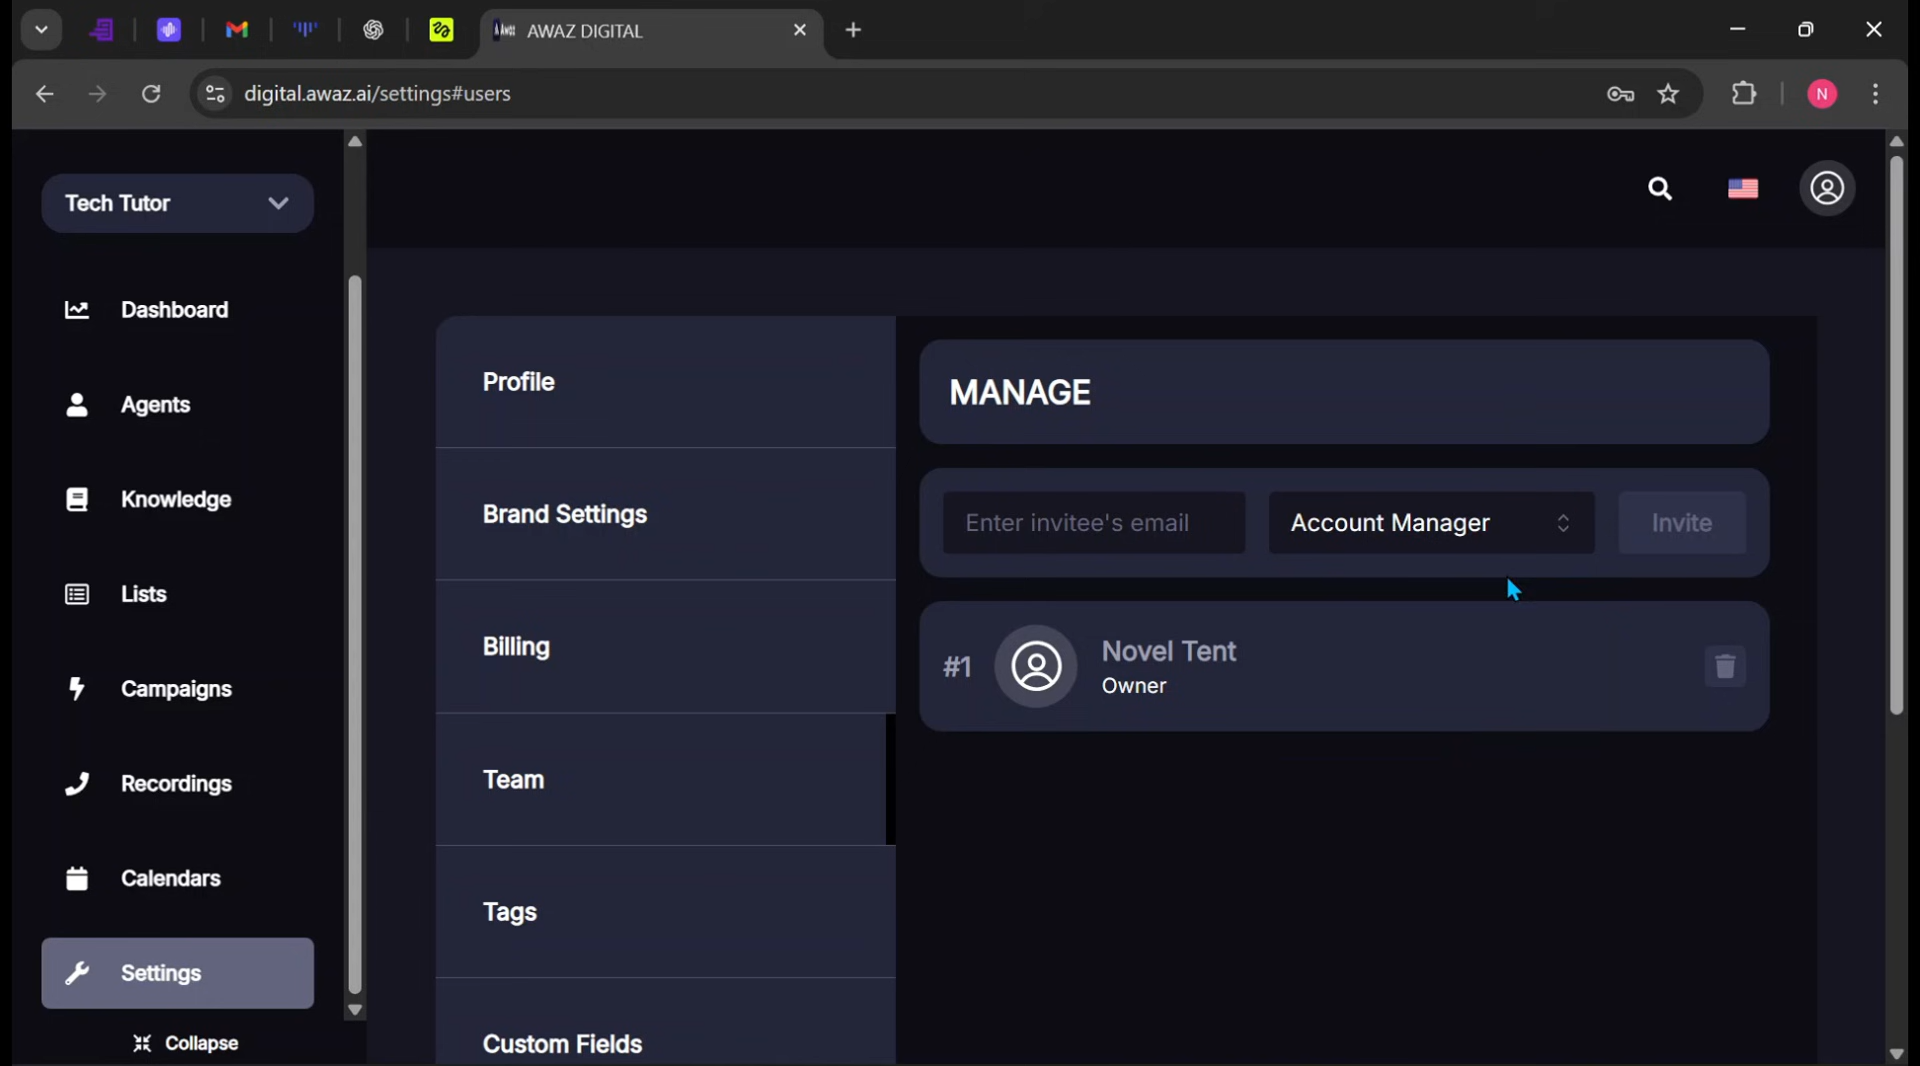 AWAZ DIGITAL
digital.awaz.ai/settings#users
N
Tech Tutor
Dashboard
Agents
Knowledge
Lists
Campaigns
Recordings
Calendars
Settings
Collapse
Profile
Brand Settings
Billing
Team
Tags
Custom Fields
MANAGE
Enter invitee's email
Account Manager
Invite
#1
Novel Tent
Owner